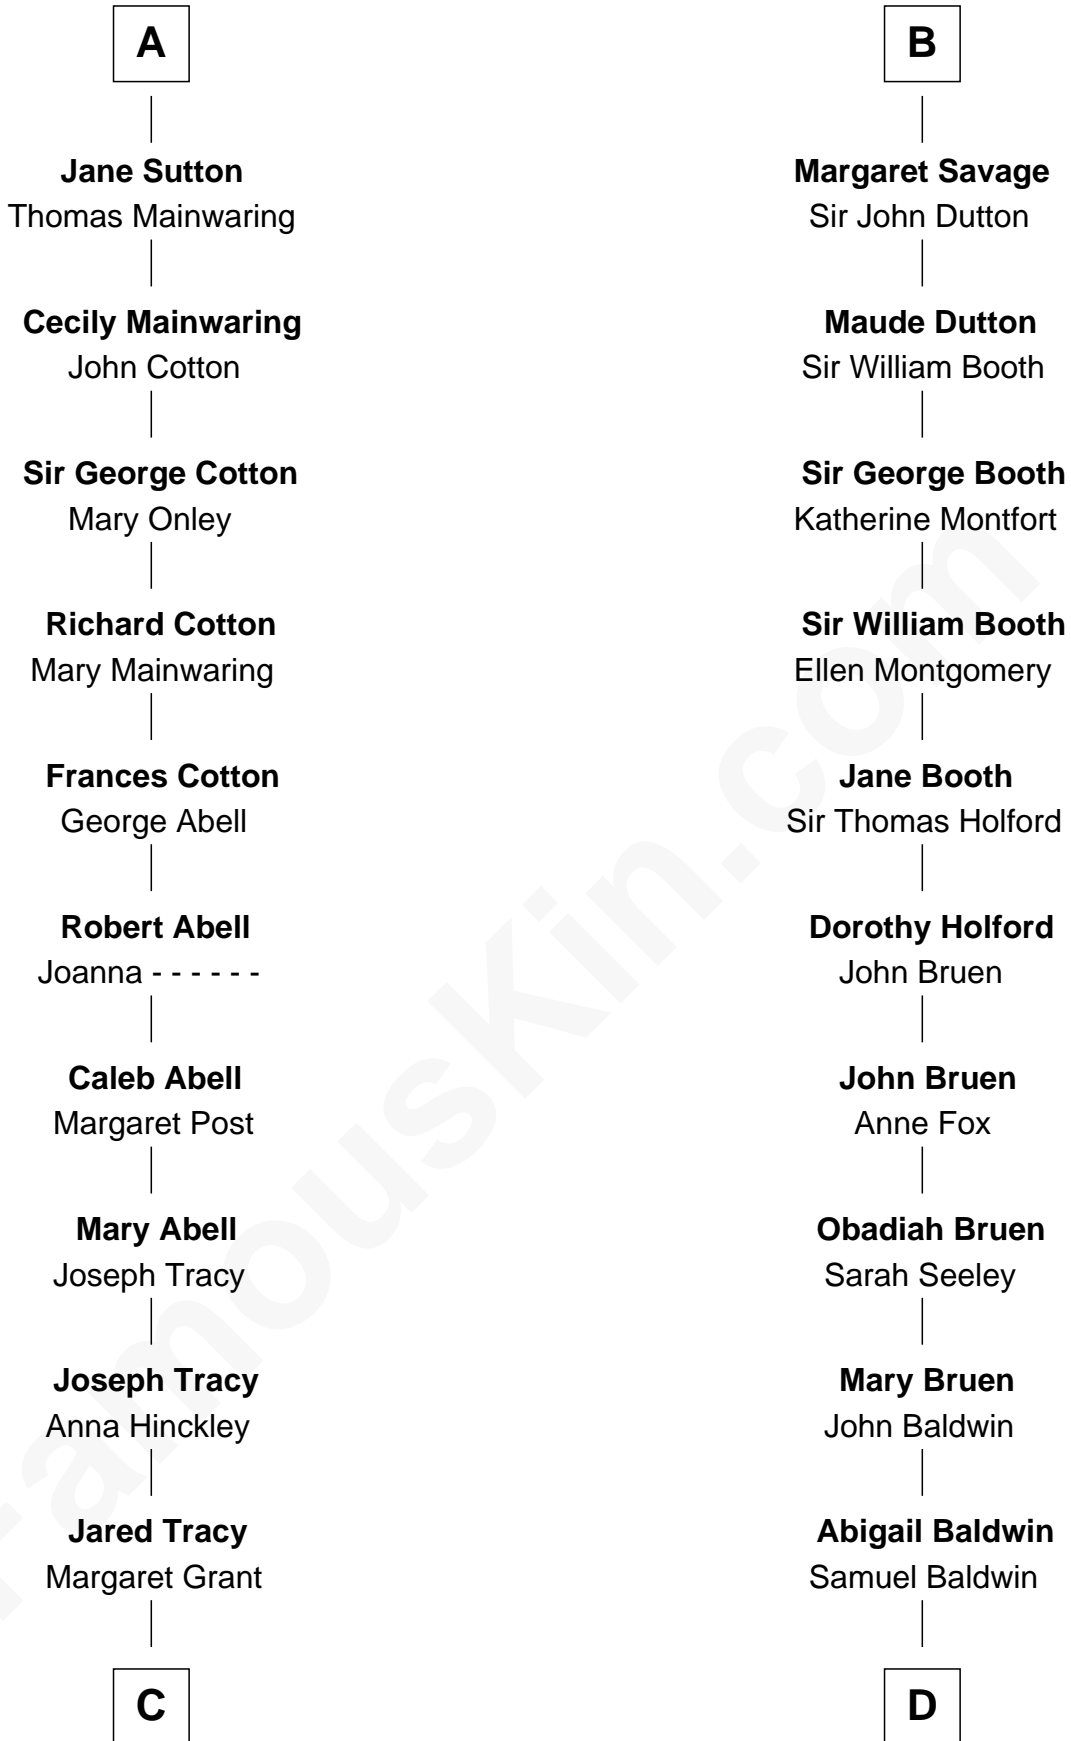 A
Jane Sutton
Thomas Mainwaring
Cecily Mainwaring
John Cotton
Sir George Cotton
Mary Onley
Richard Cotton
Mary Mainwaring
Frances Cotton
George Abell
Robert Abell
Joanna - - - - - -
Caleb Abell
Margaret Post
Mary Abell
Joseph Tracy
Joseph Tracy
Anna Hinckley
Jared Tracy
Margaret Grant
C
B
Margaret Savage
Sir John Dutton
Maude Dutton
Sir William Booth
Sir George Booth
Katherine Montfort
Sir William Booth
Ellen Montgomery
Jane Booth
Sir Thomas Holford
Dorothy Holford
John Bruen
John Bruen
Anne Fox
Obadiah Bruen
Sarah Seeley
Mary Bruen
John Baldwin
Abigail Baldwin
Samuel Baldwin
D
FamousKin.com